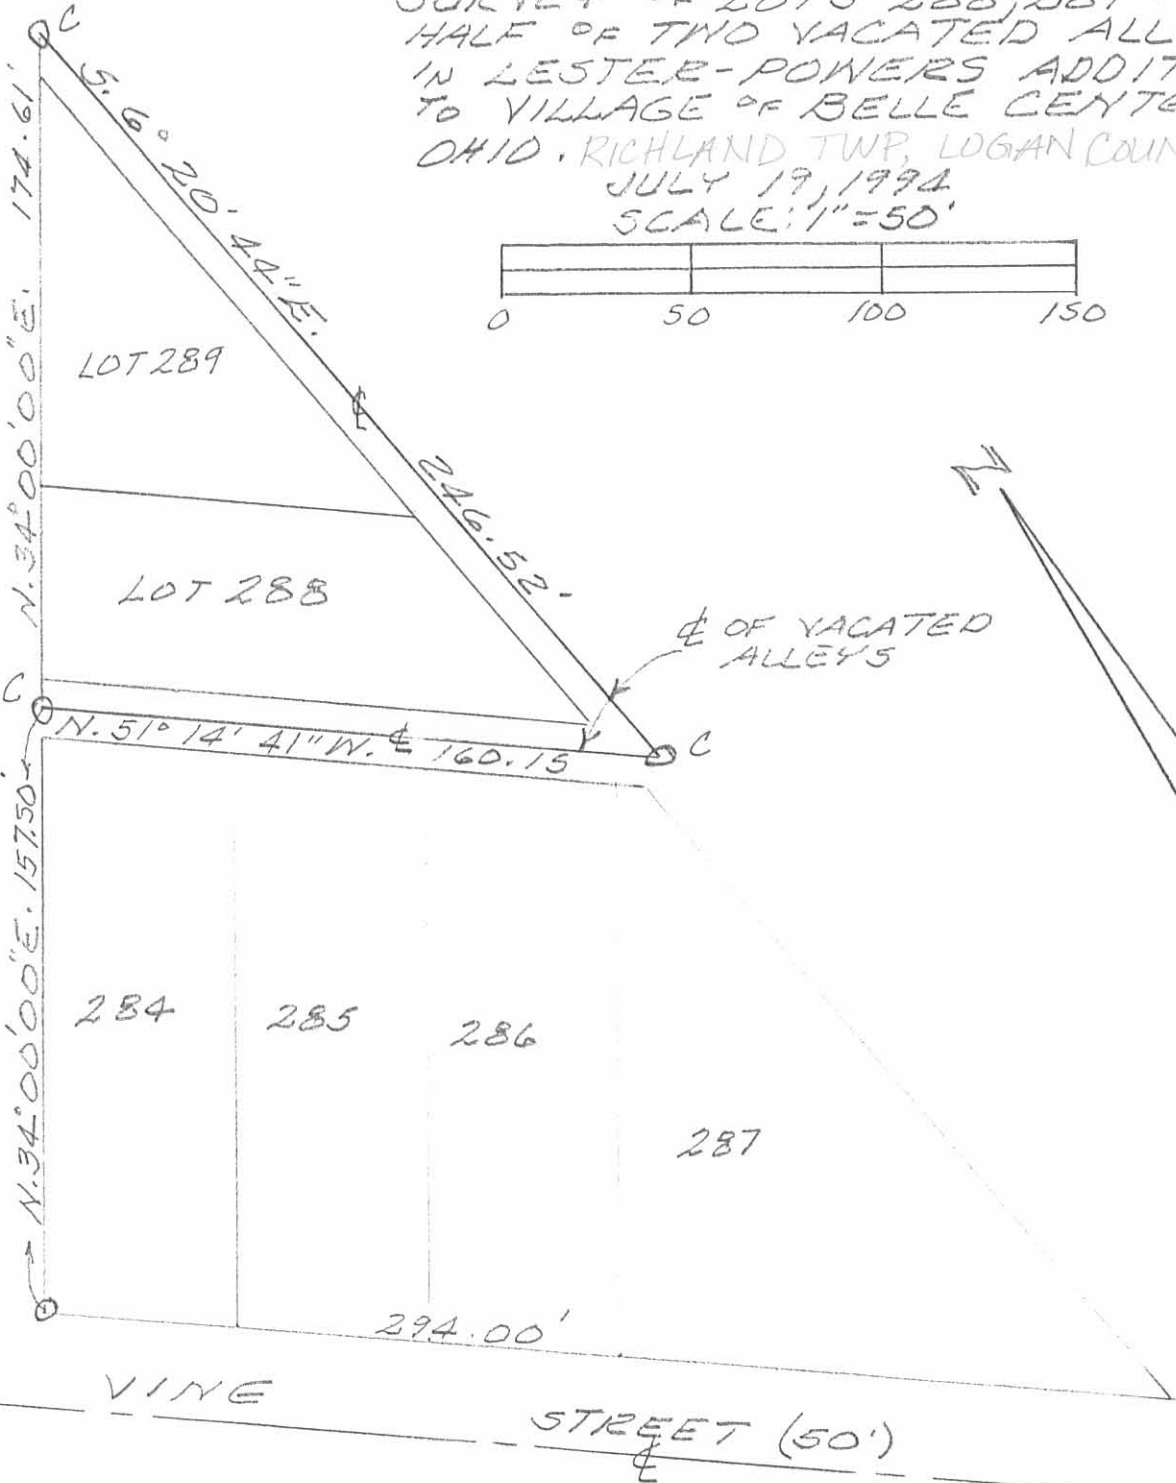 HALF OF TWO VACATED ALL
IN LESTER-POWERS ADDIT
TO VILLAGE OF BELLE CENTE
OHIO. RICHLAND TWP, LOGAN COUN
JULY 19, 1994
SCALE: 1"=50'
0 50 100 150
C
S. 6° 20' 44" E.
246.52'
174.61'
N. 34° 00' 00" E.
LOT 289
℄
N
LOT 288
℄ OF VACATED
ALLEYS
C
N. 51° 14' 41" W. ℄ 160.15
C
N. 34° 00' 00" E. 157.50'
284
285
286
287
294.00'
VINE STREET (50')
℄